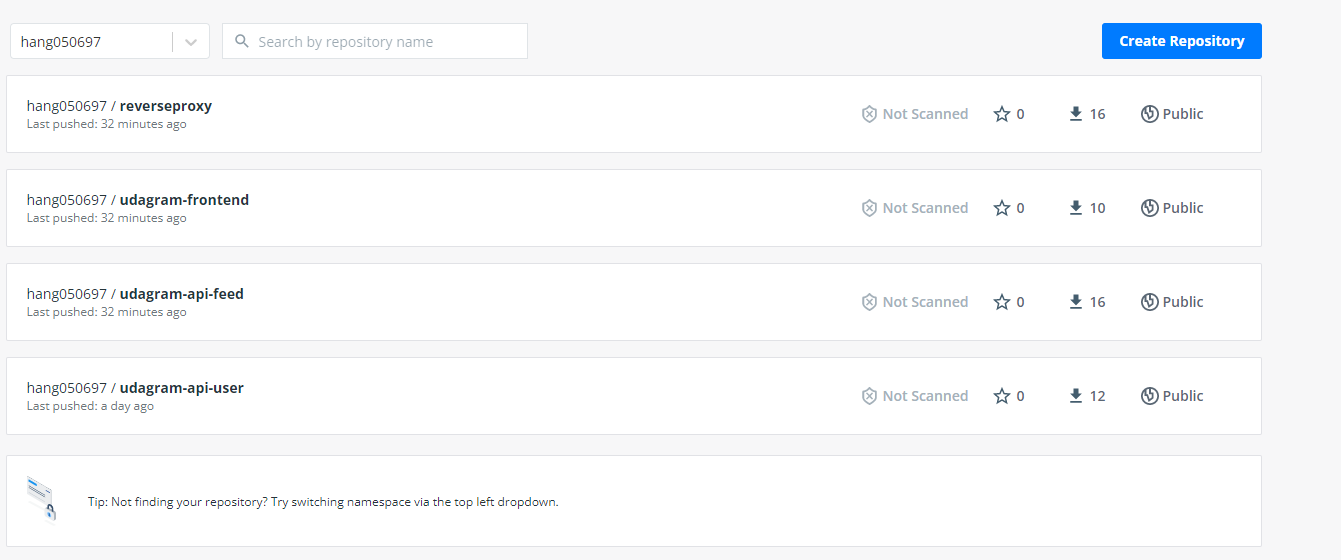 hang050697
Search by repository name
Create Repository
hang050697 / reverseproxy
Last pushed: 32 minutes ago
Not Scanned
0
16
Public
hang050697 / udagram-frontend
Last pushed: 32 minutes ago
Not Scanned
0
10
Public
hang050697 / udagram-api-feed
Last pushed: 32 minutes ago
Not Scanned
0
16
Public
hang050697 / udagram-api-user
Last pushed: a day ago
Not Scanned
0
12
Public
Tip: Not finding your repository? Try switching namespace via the top left dropdown.